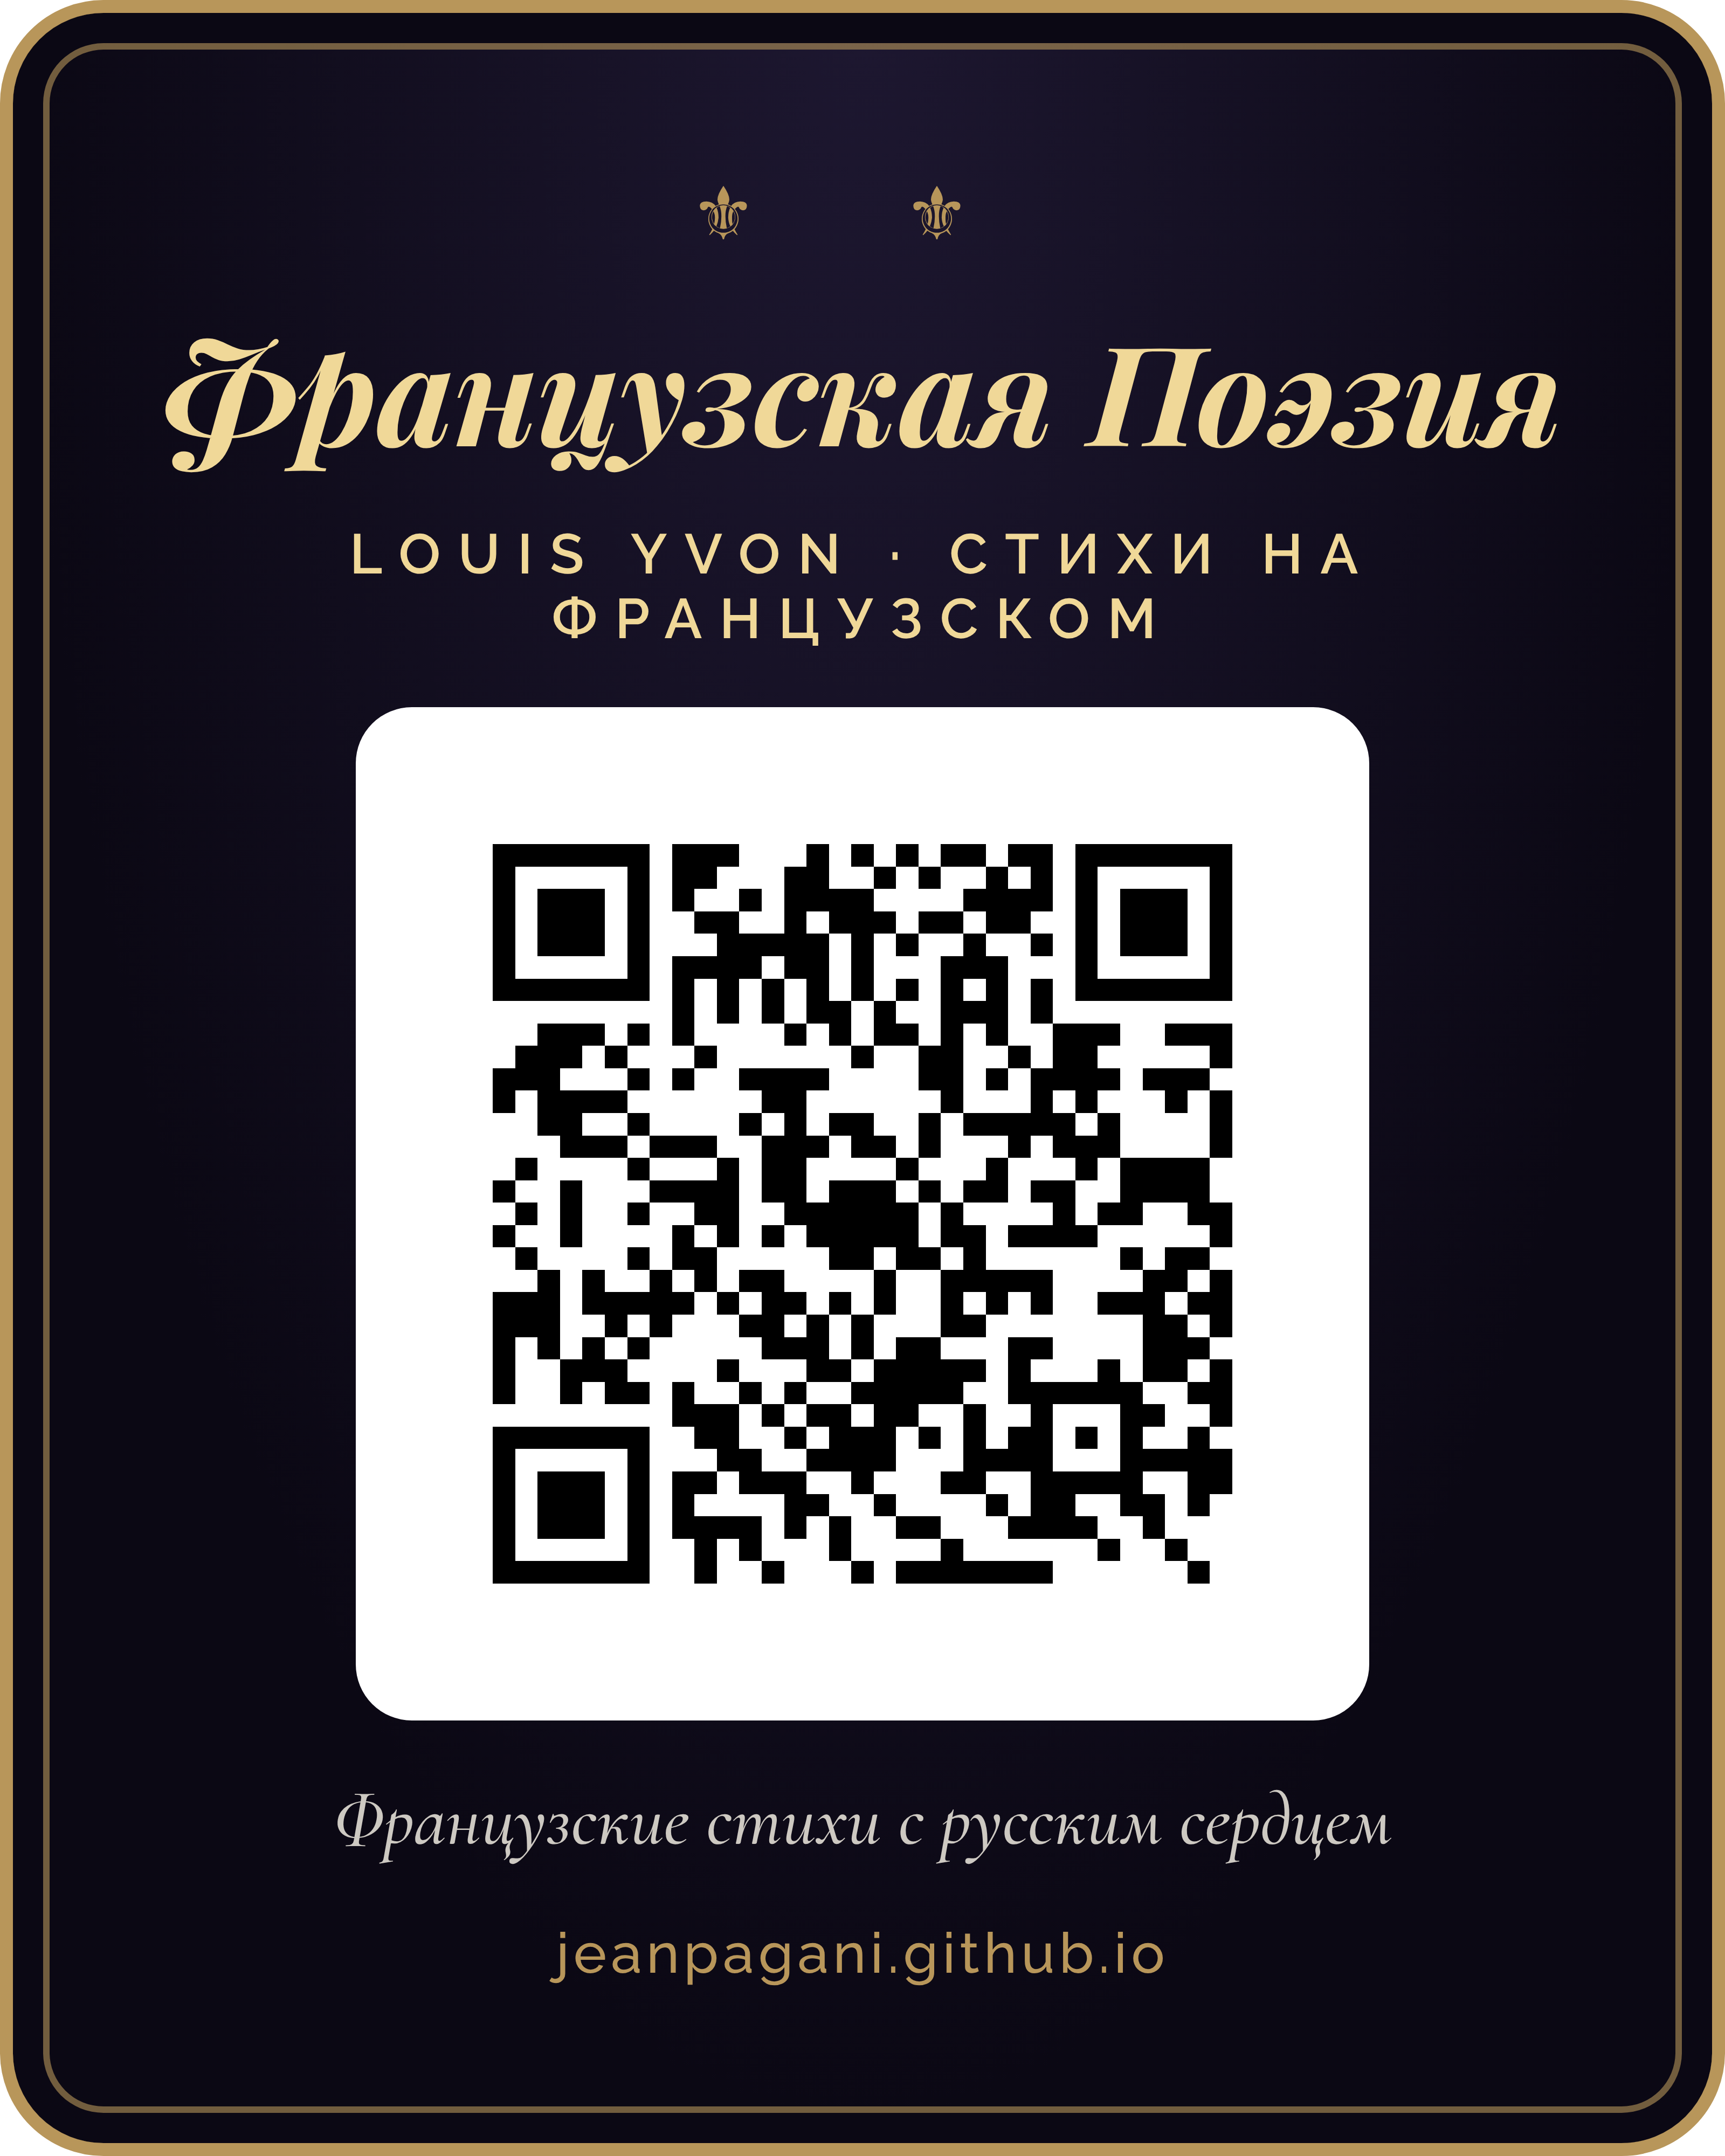 Французская Поэзия
LOUIS YVON · СТИХИ НА
ФРАНЦУЗСКОМ
Французские стихи с русским сердцем
jeanpagani.github.io